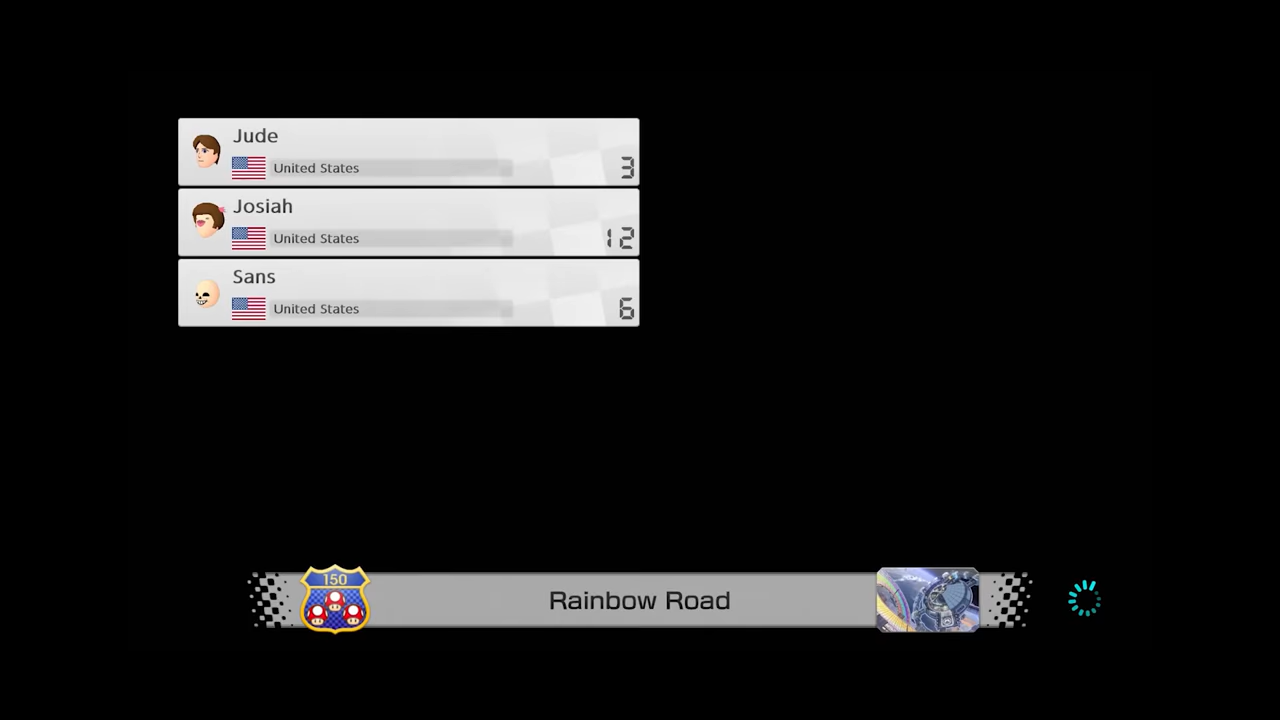 Jude
United States
3
Josiah
United States
12
Sans
United States
6
150
Rainbow Road